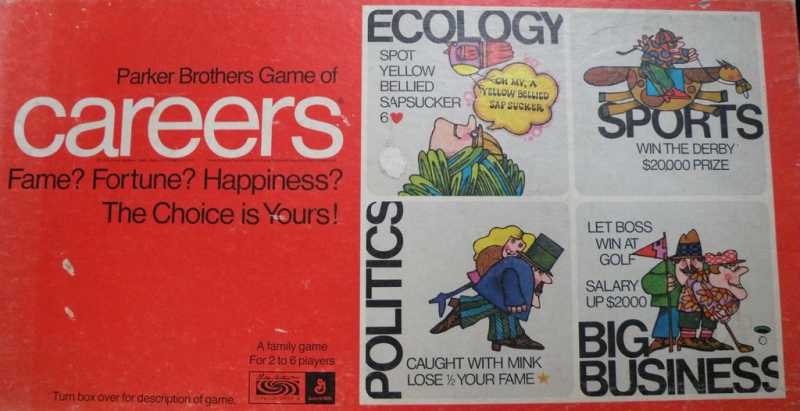 Parker Brothers Game of
careers
Fame? Fortune? Happiness?
The Choice is Yours!
A family game
For 2 to 6 players
Turn box over for description of game.
ECOLOGY
SPOT
YELLOW
BELLIED
SAPSUCKER
6♥
OH MY, A
YELLOW BELLIED
SAP SUCKER
SPORTS
WIN THE DERBY
$20,000 PRIZE
POLITICS
CAUGHT WITH MINK
LOSE ½ YOUR FAME ★
LET BOSS
WIN AT
GOLF
SALARY
UP $2000
BIG
BUSINESS